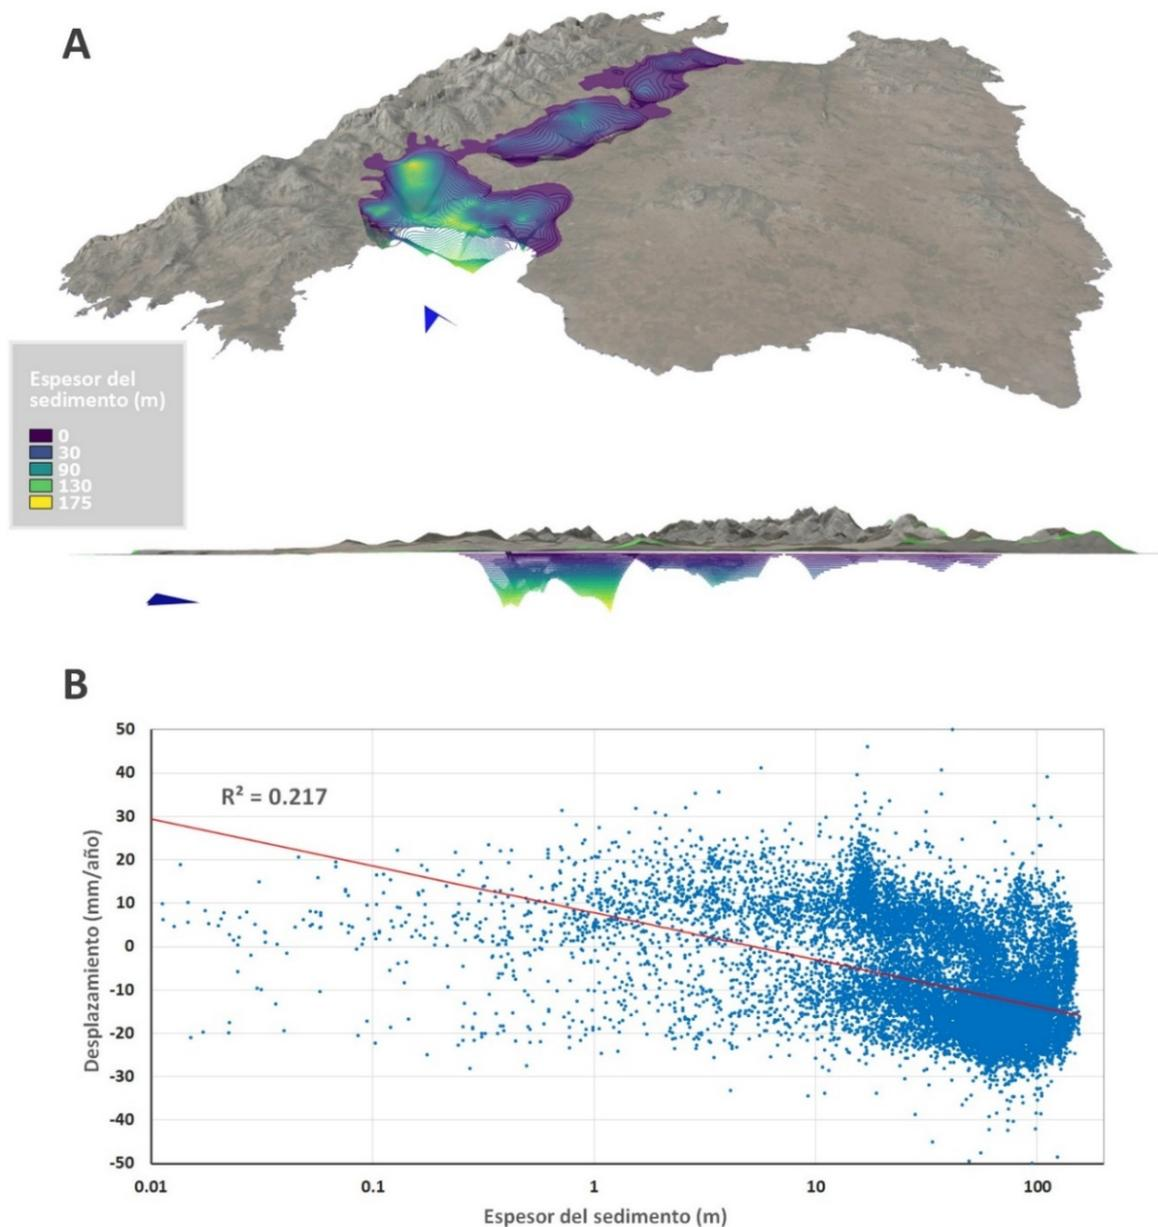 A
Espesor del
sedimento (m)
0
30
90
130
175
B
50
40
30
20
10
0
-10
-20
-30
-40
-50
R² = 0.217
Desplazamiento (mm/año)
0.01 0.1 1 10 100
Espesor del sedimento (m)